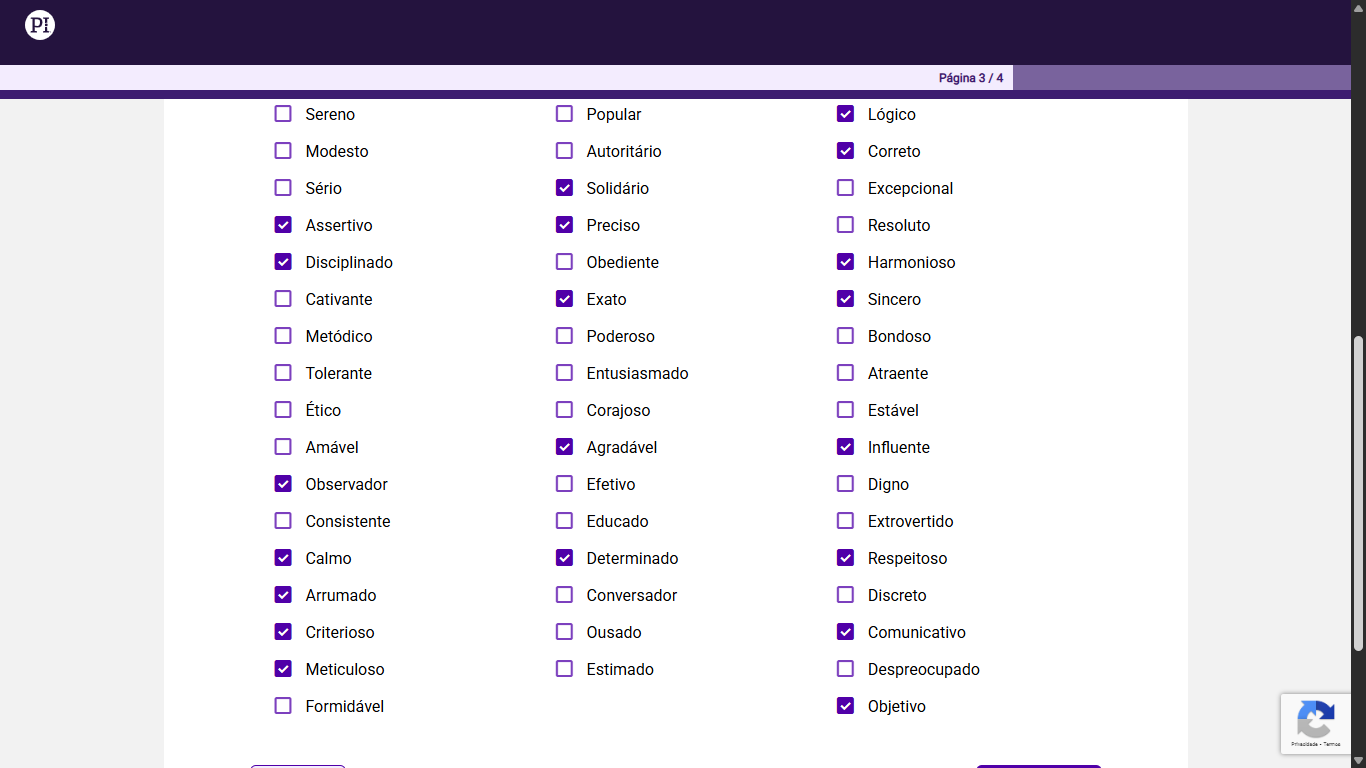 PI
Página 3 / 4
Sereno Popular Lógico
Modesto Autoritário Correto
Sério Solidário Excepcional
Assertivo Preciso Resoluto
Disciplinado Obediente Harmonioso
Cativante Exato Sincero
Metódico Poderoso Bondoso
Tolerante Entusiasmado Atraente
Ético Corajoso Estável
Amável Agradável Influente
Observador Efetivo Digno
Consistente Educado Extrovertido
Calmo Determinado Respeitoso
Arrumado Conversador Discreto
Criterioso Ousado Comunicativo
Meticuloso Estimado Despreocupado
Formidável Objetivo
Privacidade - Termos